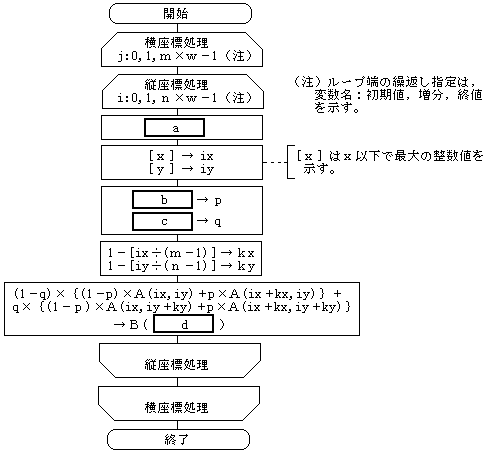 開始
横座標処理
j:0,1,m×w－1（注）
縦座標処理
i:0,1,n×w－1（注）
（注）ループ端の繰返し指定は，
変数名：初期値，増分，終値
を示す。
a
[x] → ix
[y] → iy
[x] はx以下で最大の整数値を
示す。
b → p
c → q
1－[ix÷(m－1)] → kx
1－[iy÷(n－1)] → ky
(1－q)×{(1－p)×A(ix,iy)+p×A(ix+kx,iy)}+
q×{(1－p)×A(ix,iy+ky)+p×A(ix+kx,iy+ky)}
→B( d )
縦座標処理
横座標処理
終了